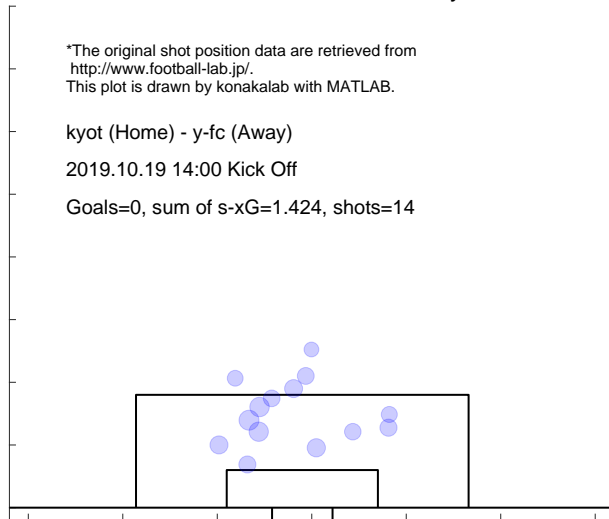 *The original shot position data are retrieved from
http://www.football-lab.jp/.
This plot is drawn by konakalab with MATLAB.
kyot (Home) - y-fc (Away)
2019.10.19 14:00 Kick Off
Goals=0, sum of s-xG=1.424, shots=14